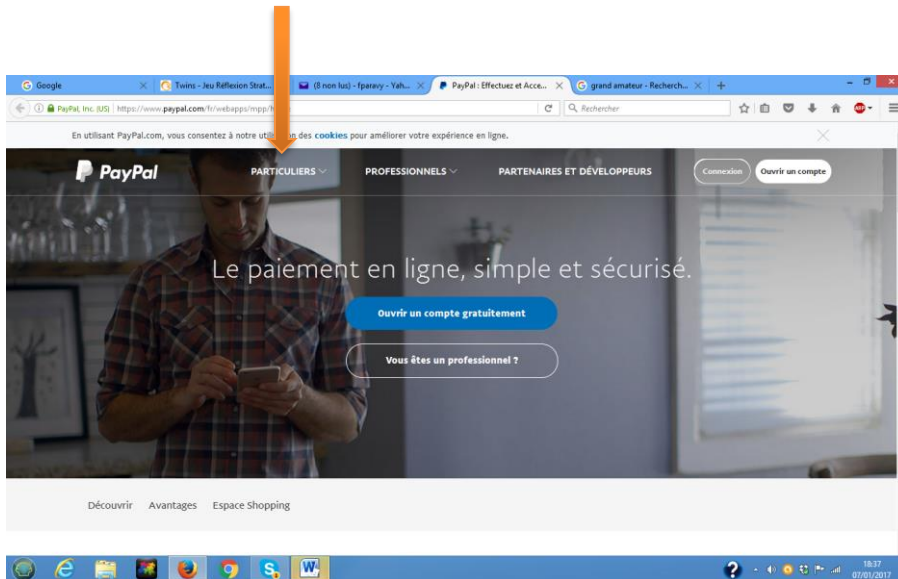 Google
Twins - Jeu Réflexion Strat...
(8 non lus) - fparavy - Yah...
PayPal : Effectuez et Acce...
grand amateur - Recherch...
PayPal, Inc. (US) https://www.paypal.com/fr/webapps/mpp/
Rechercher
ABP
En utilisant PayPal.com, vous consentez à notre des cookies pour améliorer votre expérience en ligne.
PayPal
PARTICULIERS
PROFESSIONNELS
PARTENAIRES ET DÉVELOPPEURS
Connexion
Ouvrir un compte
Le paiement en ligne, simple et sécurisé.
Ouvrir un compte gratuitement
Vous êtes un professionnel ?
Découvrir Avantages Espace Shopping
18:37
07/01/2017